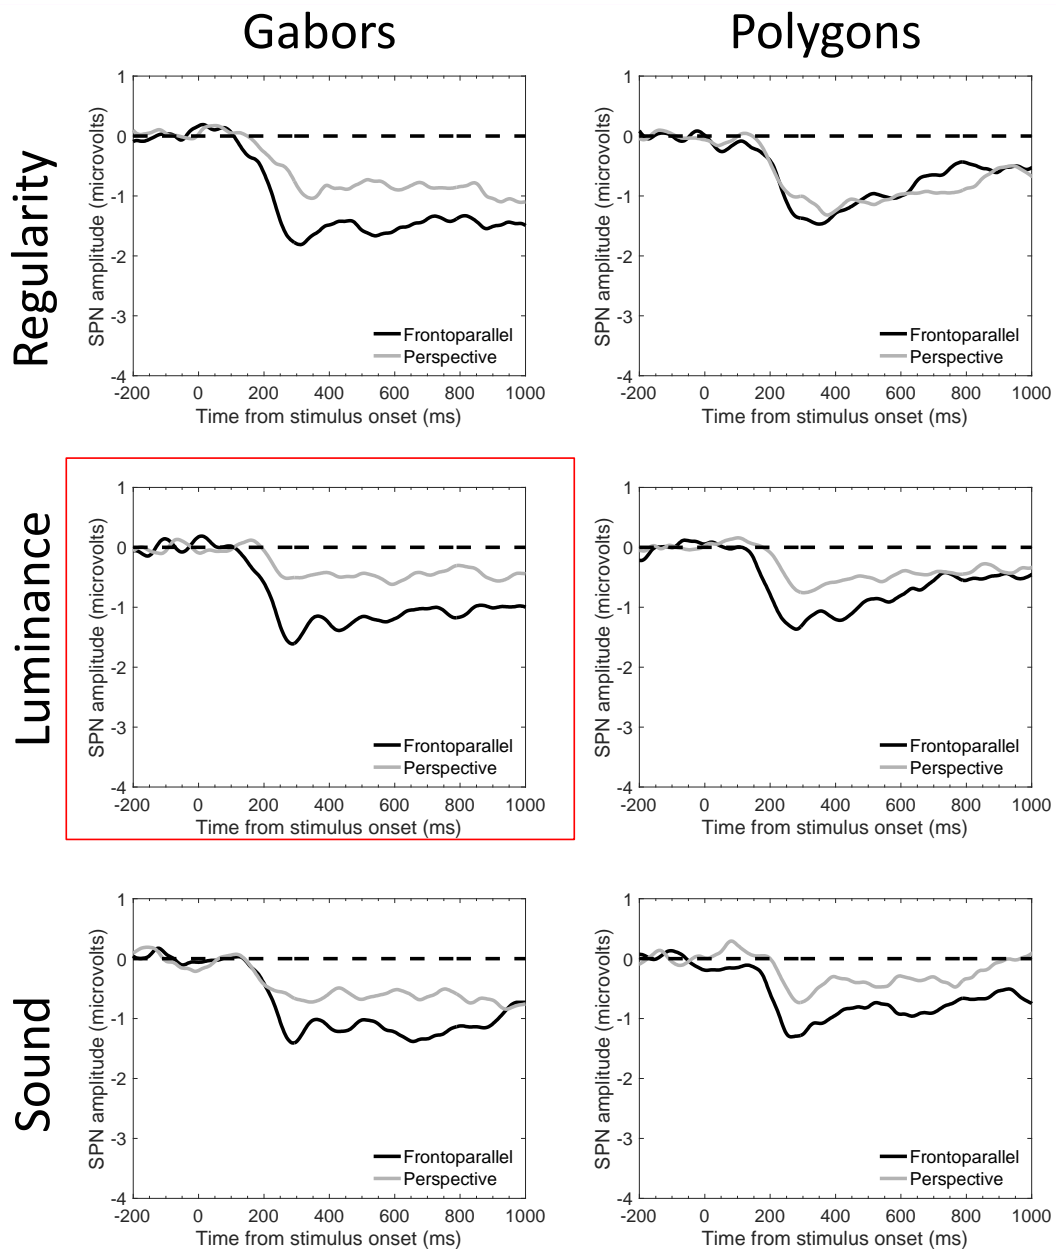 Gabors
Polygons
Regularity
SPN amplitude (microvolts)
1
0
-1
-2
-3
-4
Frontoparallel
Perspective
-200 0 200 400 600 800 1000
Time from stimulus onset (ms)
SPN amplitude (microvolts)
1
0
-1
-2
-3
-4
Frontoparallel
Perspective
-200 0 200 400 600 800 1000
Time from stimulus onset (ms)
Luminance
SPN amplitude (microvolts)
1
0
-1
-2
-3
-4
Frontoparallel
Perspective
-200 0 200 400 600 800 1000
Time from stimulus onset (ms)
SPN amplitude (microvolts)
1
0
-1
-2
-3
-4
Frontoparallel
Perspective
-200 0 200 400 600 800 1000
Time from stimulus onset (ms)
Sound
SPN amplitude (microvolts)
1
0
-1
-2
-3
-4
Frontoparallel
Perspective
-200 0 200 400 600 800 1000
Time from stimulus onset (ms)
SPN amplitude (microvolts)
1
0
-1
-2
-3
-4
Frontoparallel
Perspective
-200 0 200 400 600 800 1000
Time from stimulus onset (ms)